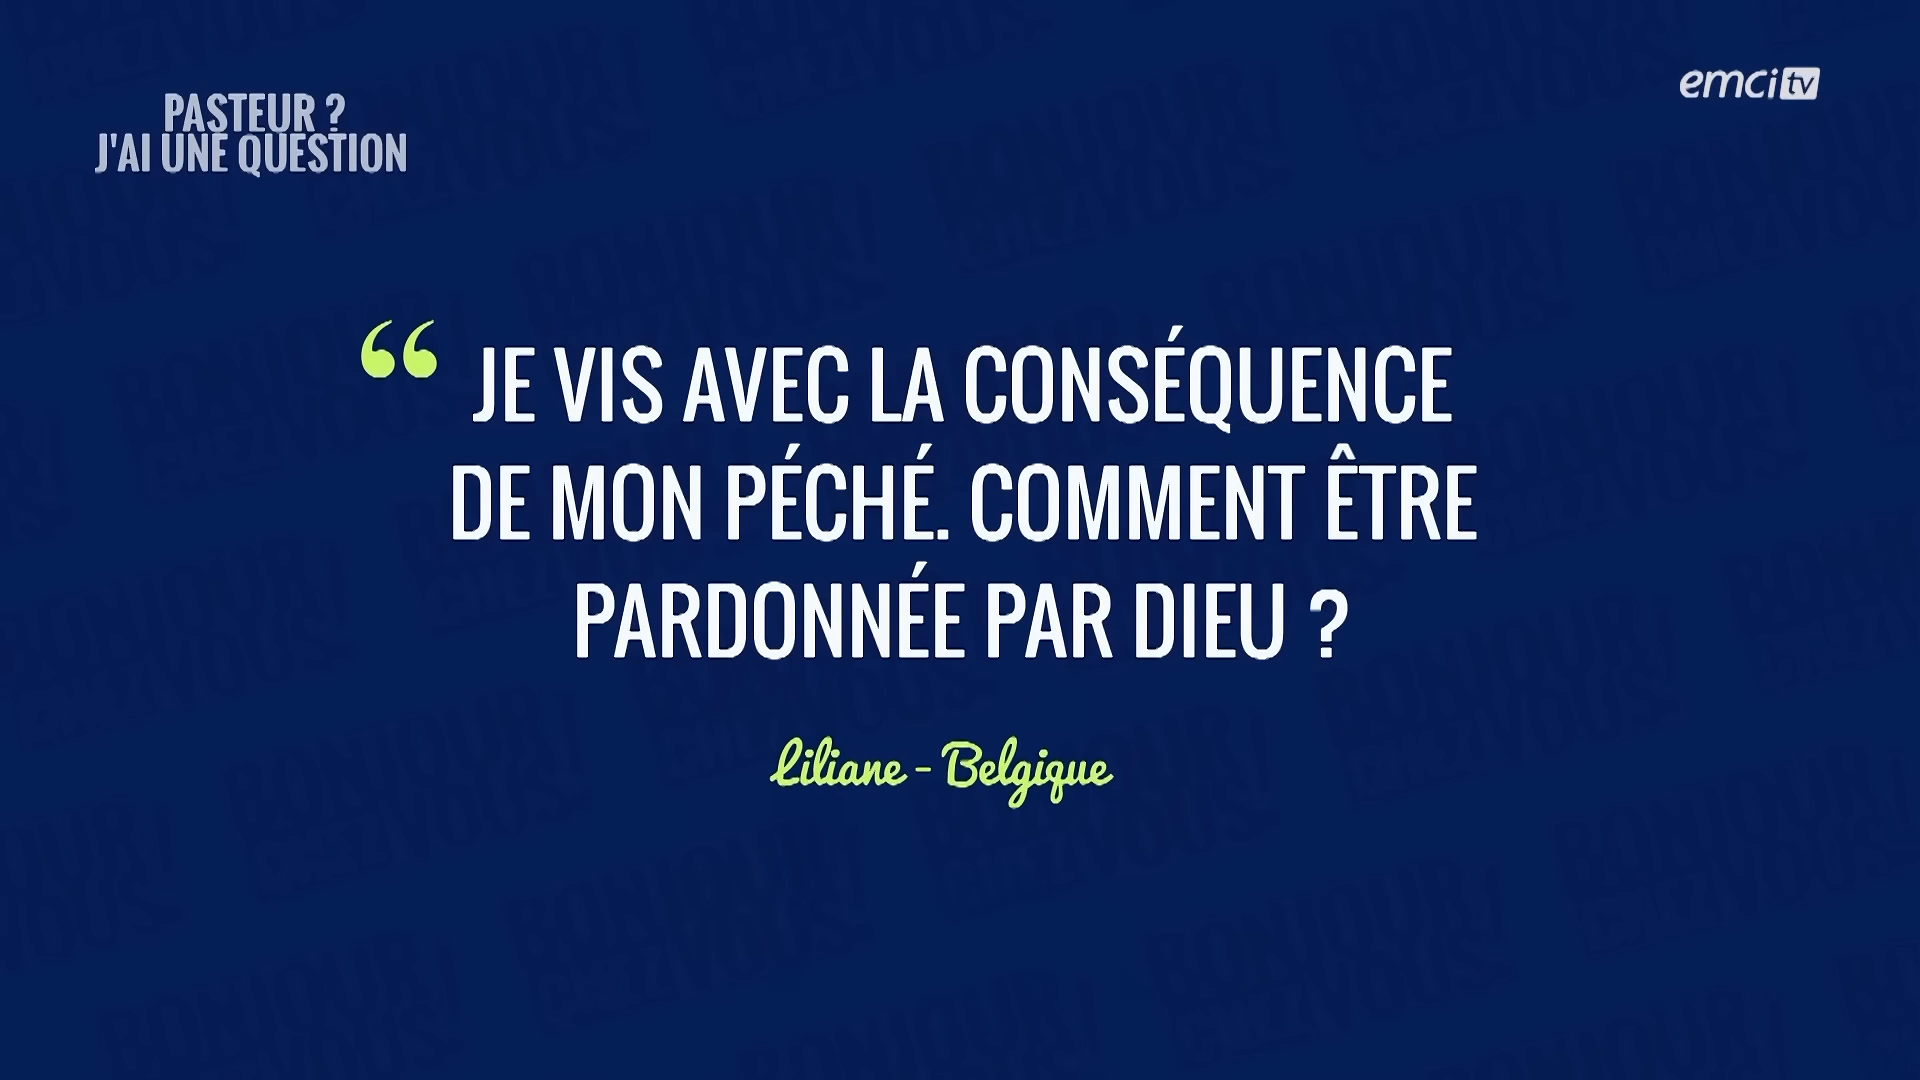 PASTEUR ?
J'AI UNE QUESTION
emci tv
“ JE VIS AVEC LA CONSÉQUENCE
DE MON PÉCHÉ. COMMENT ÊTRE
PARDONNÉE PAR DIEU ?
Liliane - Belgique